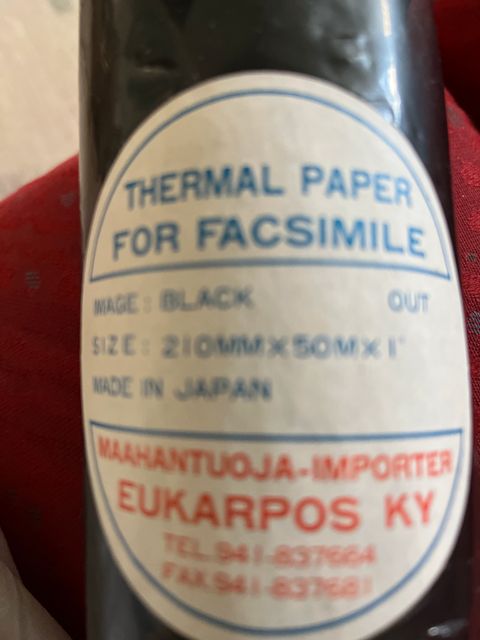 THERMAL PAPER
FOR FACSIMILE
IMAGE: BLACK OUT
SIZE: 210MM×50M×1"
MADE IN JAPAN
MAAHANTUOJA-IMPORTER
EUKARPOS KY
TEL. 941-837664
FAX. 941-837681